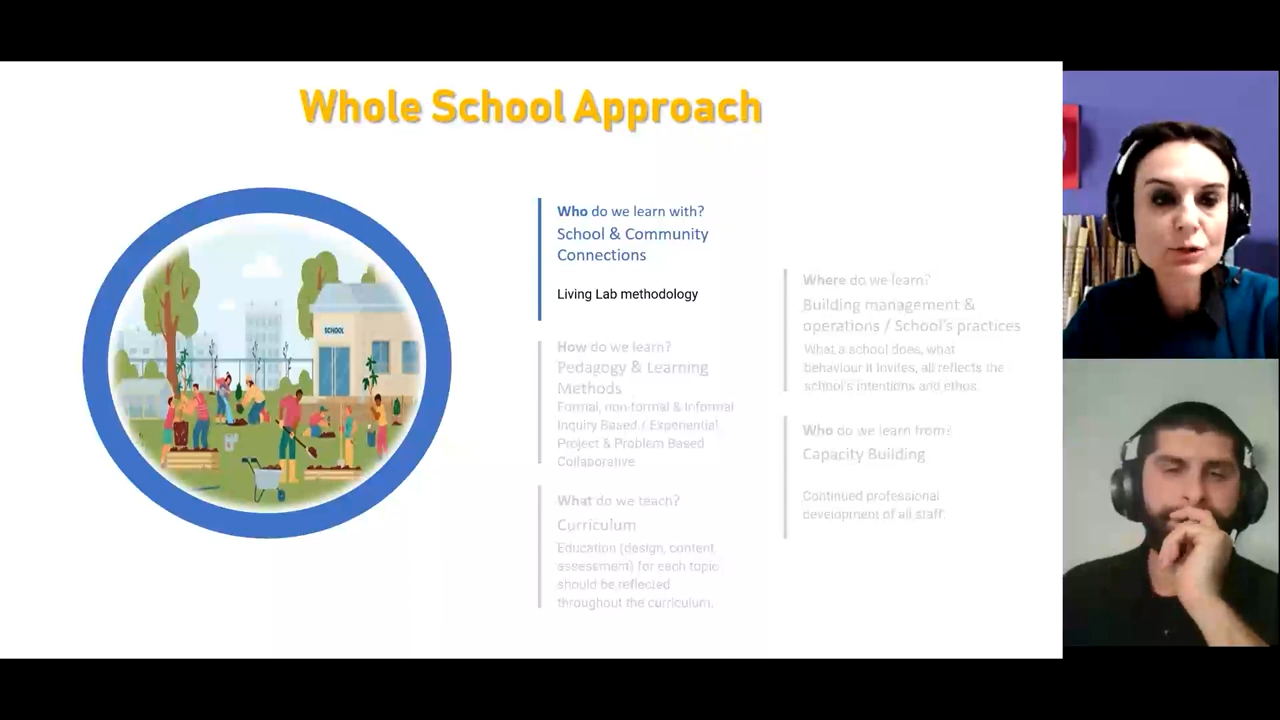 Whole School Approach
SCHOOL
Who do we learn with?
School & Community
Connections
Living Lab methodology
How do we learn?
Pedagogy & Learning
Methods
Formal, non-formal & Informal
Inquiry Based / Experiential
Project & Problem Based
Collaborative
What do we teach?
Curriculum
Education (design, content
assessment) for each topic
should be reflected
throughout the curriculum.
Where do we learn?
Building management &
operations / School's practices
What a school does, what
behaviour it invites, all reflects the
school's intentions and ethos.
Who do we learn from?
Capacity Building
Continued professional
development of all staff.